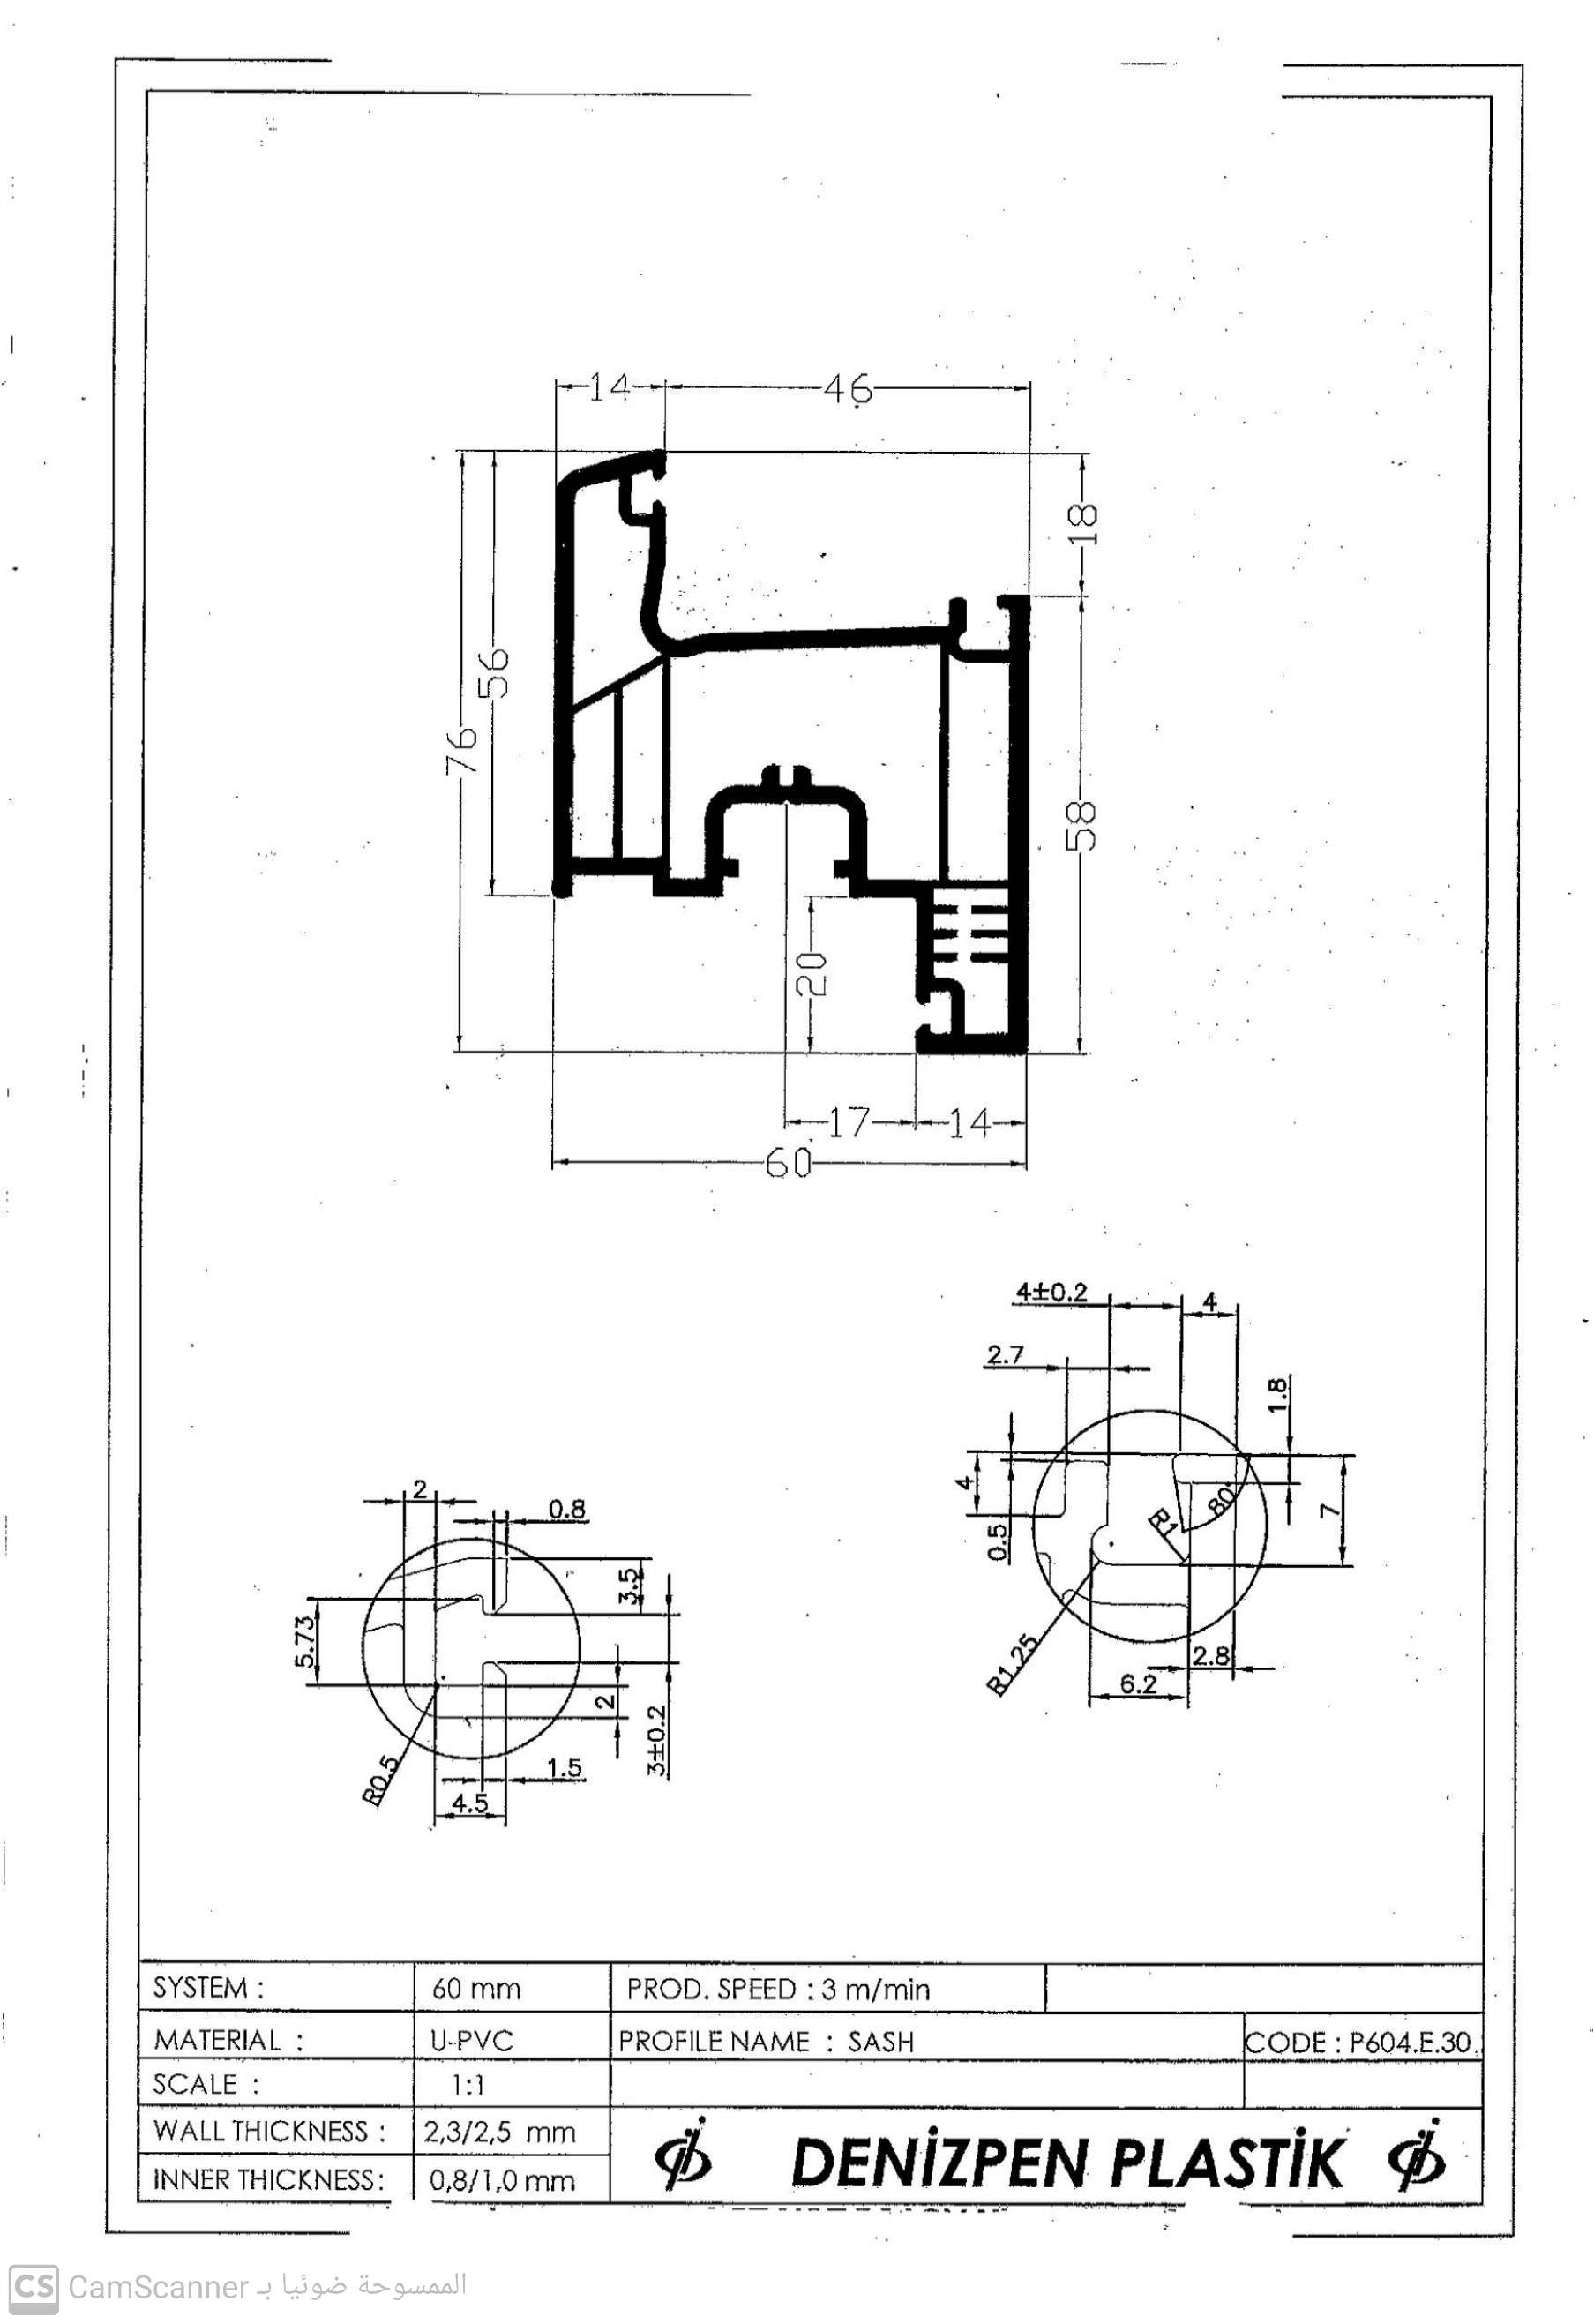 14 46
18
56
76
58
20
17 14
60
4±0.2 4
2.7
1.8
4
0.5
R1 80°
7
R1.25
2.8
6.2
2
0.8
3.5
5.73
2
3±0.2
R0.5
1.5
4.5
SYSTEM : 60 mm PROD. SPEED : 3 m/min
MATERIAL : U-PVC PROFILE NAME : SASH CODE : P604.E.30
SCALE : 1:1
WALL THICKNESS : 2,3/2,5 mm
DENİZPEN PLASTİK
INNER THICKNESS: 0,8/1,0 mm
CS CamScanner الممسوحة ضوئيا بـ